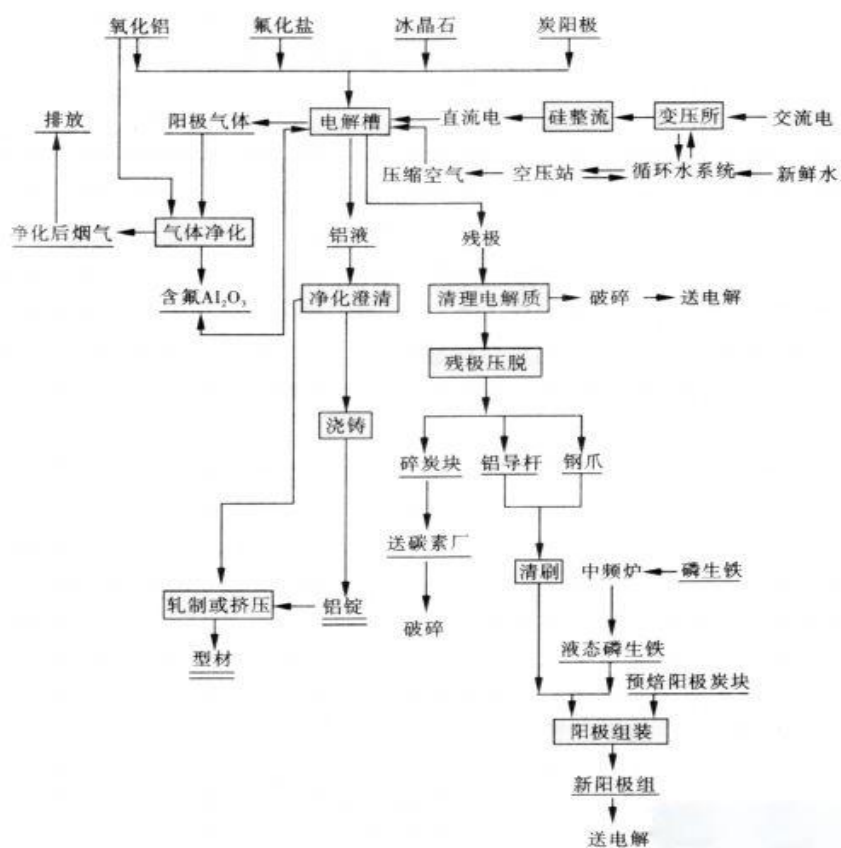 氧化铝 氟化盐 冰晶石 炭阳极
排放 阳极气体 电解槽 直流电 硅整流 变压所 交流电
压缩空气 空压站 循环水系统 新鲜水
净化后烟气 气体净化 铝液 残极
含氟Al₂O₃ 净化澄清 清理电解质 破碎 送电解
残极压脱
浇铸
碎炭块 铝导杆 钢爪
送碳素厂 清刷 中频炉 磷生铁
轧制或挤压 铝锭 破碎
型材 液态磷生铁
预焙阳极炭块
阳极组装
新阳极组
送电解